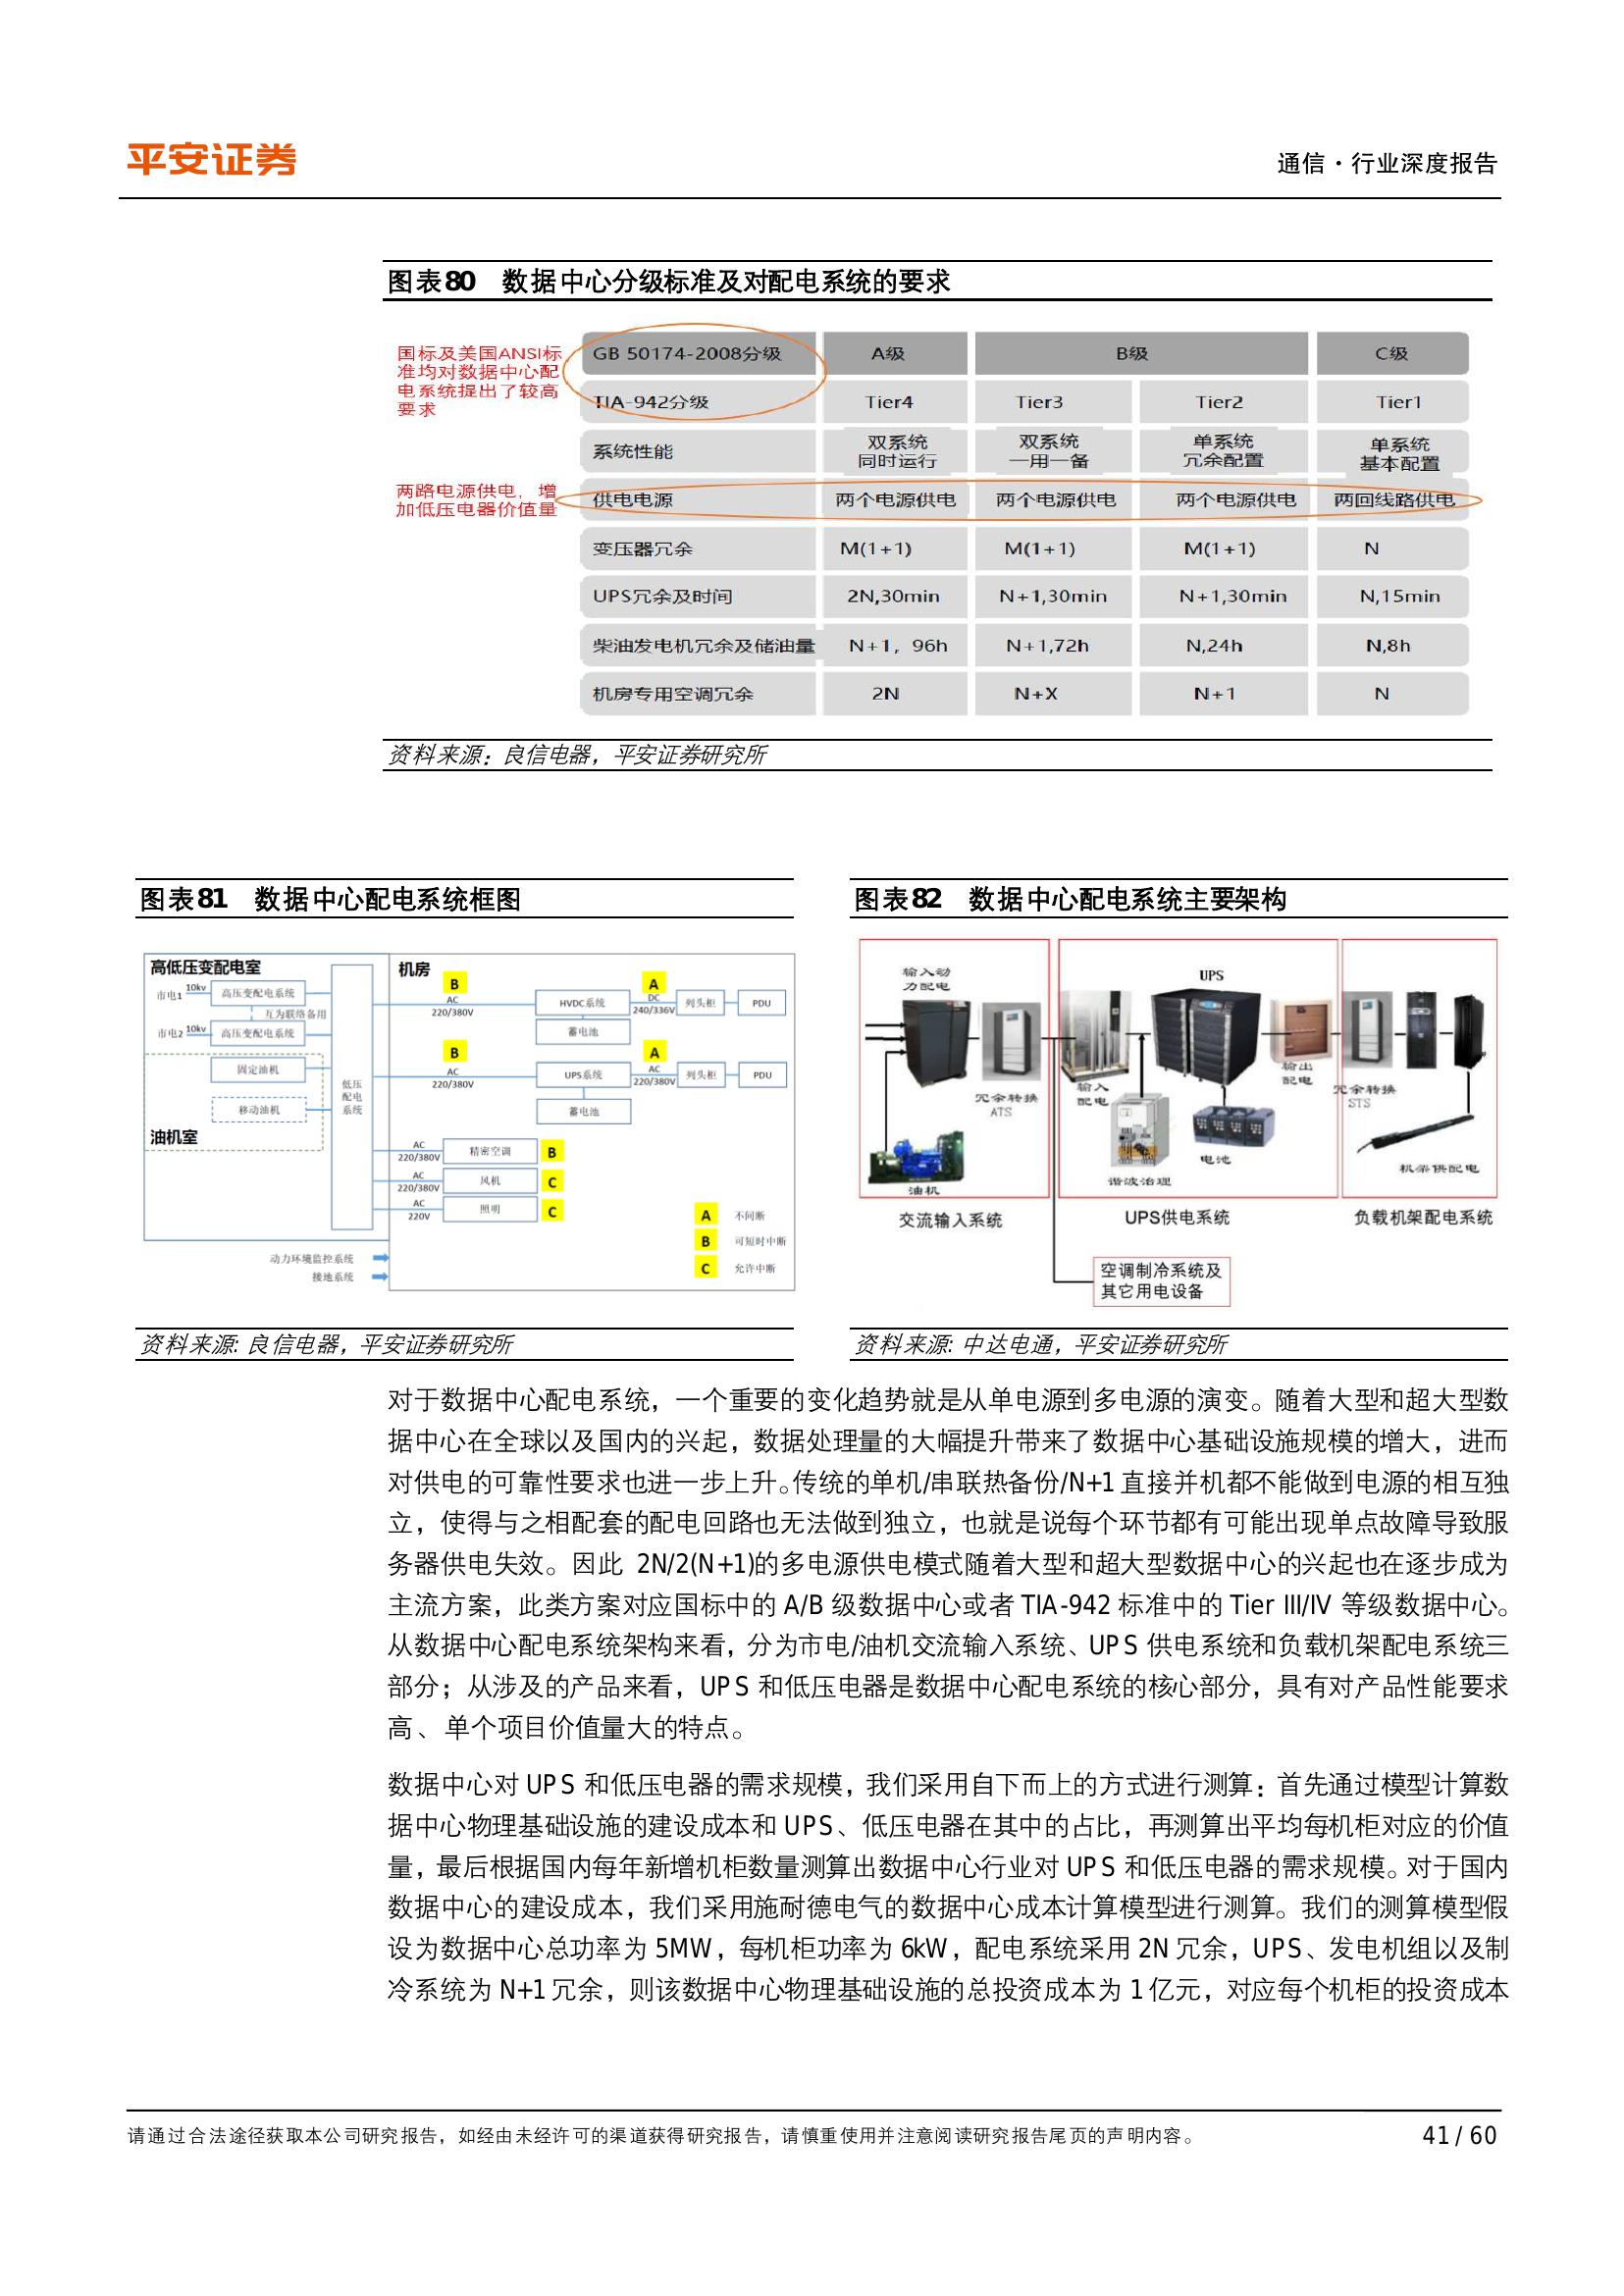 平安证券
通信·行业深度报告
图表80 数据中心分级标准及对配电系统的要求
国标及美国ANSI标
准均对数据中心配
电系统提出了较高
要求
两路电源供电，增
加低压电器价值量
GB 50174-2008分级 A级 B级 C级
TIA-942分级 Tier4 Tier3 Tier2 Tier1
系统性能 双系统 同时运行 双系统 一用一备 单系统 冗余配置 单系统 基本配置
供电电源 两个电源供电 两个电源供电 两个电源供电 两回线路供电
变压器冗余 M(1+1) M(1+1) M(1+1) N
UPS冗余及时间 2N,30min N+1,30min N+1,30min N,15min
柴油发电机冗余及储油量 N+1，96h N+1,72h N,24h N,8h
机房专用空调冗余 2N N+X N+1 N
资料来源：良信电器，平安证券研究所
图表81 数据中心配电系统框图
高低压变配电室
机房
市电1 10kv 高压变配电系统
互为联络备用
市电2 10kv 高压变配电系统
固定油机
移动油机
油机室
低压
配电
系统
B
AC
220/380V
HVDC系统
A
DC
240/336V
列头柜
PDU
蓄电池
B
AC
220/380V
UPS系统
A
AC
220/380V
列头柜
PDU
蓄电池
AC
220/380V
精密空调
B
AC
220/380V
风机
C
AC
220V
照明
C
A 不间断
B 可短时中断
C 允许中断
动力环境监控系统
接地系统
资料来源: 良信电器，平安证券研究所
图表82 数据中心配电系统主要架构
输入动
力配电
冗余转换
ATS
油机
交流输入系统
UPS
输入
配电
输出
配电
电池
谐波治理
UPS供电系统
冗余转换
STS
机架供配电
负载机架配电系统
空调制冷系统及
其它用电设备
资料来源: 中达电通，平安证券研究所
对于数据中心配电系统，一个重要的变化趋势就是从单电源到多电源的演变。随着大型和超大型数
据中心在全球以及国内的兴起，数据处理量的大幅提升带来了数据中心基础设施规模的增大，进而
对供电的可靠性要求也进一步上升。传统的单机/串联热备份/N+1 直接并机都不能做到电源的相互独
立，使得与之相配套的配电回路也无法做到独立，也就是说每个环节都有可能出现单点故障导致服
务器供电失效。因此 2N/2(N+1)的多电源供电模式随着大型和超大型数据中心的兴起也在逐步成为
主流方案，此类方案对应国标中的 A/B 级数据中心或者 TIA-942 标准中的 Tier III/IV 等级数据中心。
从数据中心配电系统架构来看，分为市电/油机交流输入系统、UPS 供电系统和负载机架配电系统三
部分；从涉及的产品来看，UPS 和低压电器是数据中心配电系统的核心部分，具有对产品性能要求
高、单个项目价值量大的特点。
数据中心对 UPS 和低压电器的需求规模，我们采用自下而上的方式进行测算：首先通过模型计算数
据中心物理基础设施的建设成本和 UPS、低压电器在其中的占比，再测算出平均每机柜对应的价值
量，最后根据国内每年新增机柜数量测算出数据中心行业对 UPS 和低压电器的需求规模。对于国内
数据中心的建设成本，我们采用施耐德电气的数据中心成本计算模型进行测算。我们的测算模型假
设为数据中心总功率为 5MW，每机柜功率为 6kW，配电系统采用 2N 冗余，UPS、发电机组以及制
冷系统为 N+1 冗余，则该数据中心物理基础设施的总投资成本为 1 亿元，对应每个机柜的投资成本
请通过合法途径获取本公司研究报告，如经由未经许可的渠道获得研究报告，请慎重使用并注意阅读研究报告尾页的声明内容。
41 / 60